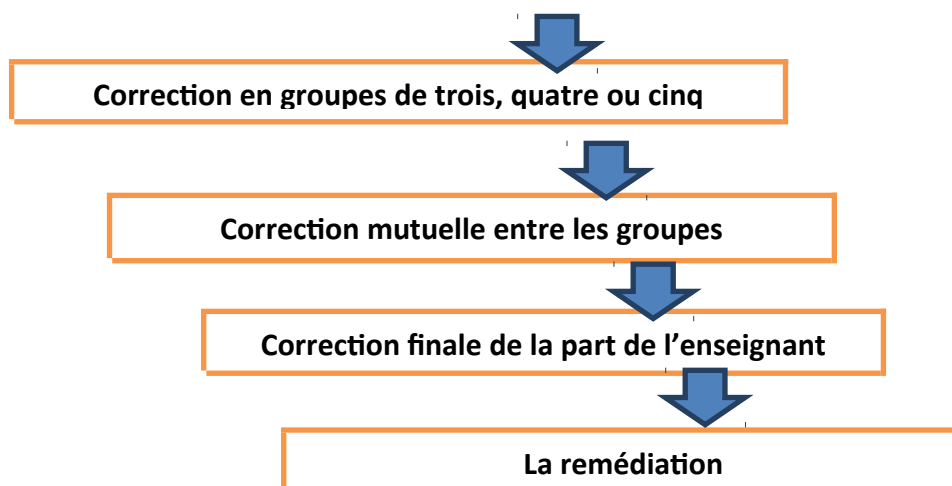 Correction en groupes de trois, quatre ou cinq
Correction mutuelle entre les groupes
Correction finale de la part de l’enseignant
La remédiation